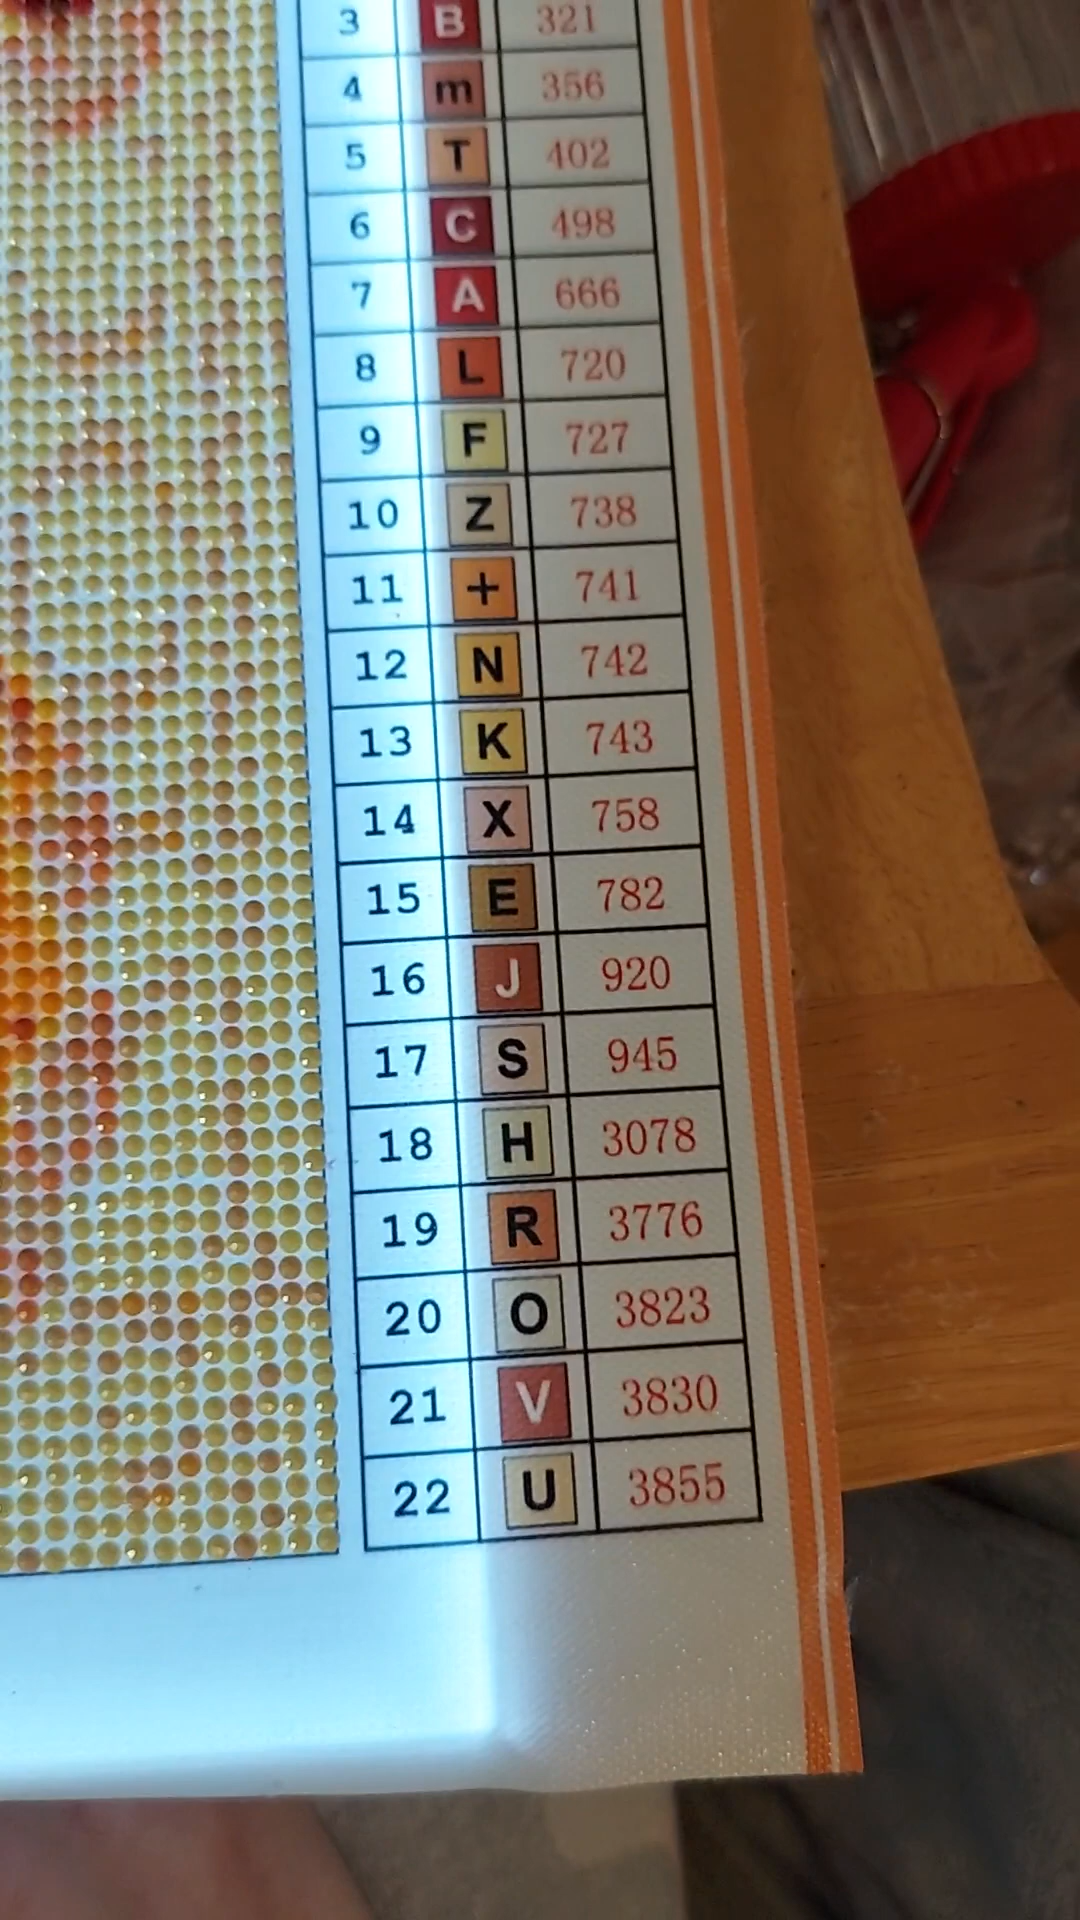 3 B 321
4 m 356
5 T 402
6 C 498
7 A 666
8 L 720
9 F 727
10 Z 738
11 + 741
12 N 742
13 K 743
14 X 758
15 E 782
16 J 920
17 S 945
18 H 3078
19 R 3776
20 O 3823
21 V 3830
22 U 3855